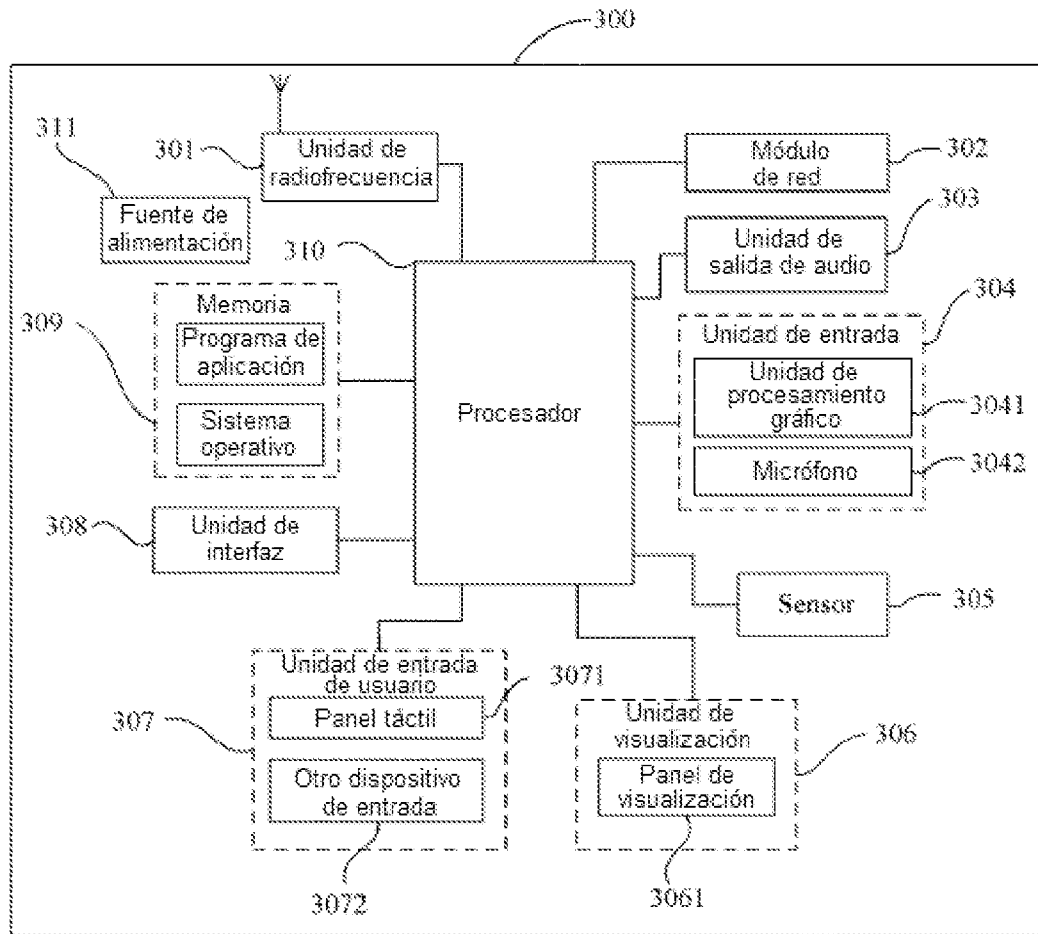 300
311
301
Unidad de
radiofrecuencia
Módulo
de red
302
Fuente de
alimentación
303
Unidad de
salida de audio
310
Memoria
309
Programa de
aplicación
Sistema
operativo
Procesador
304
Unidad de entrada
Unidad de
procesamiento
gráfico
3041
Micrófono
3042
308
Unidad de
interfaz
Sensor
305
Unidad de entrada
de usuario
3071
Panel táctil
307
Otro dispositivo
de entrada
3072
Unidad de
visualización
306
Panel de
visualización
3061